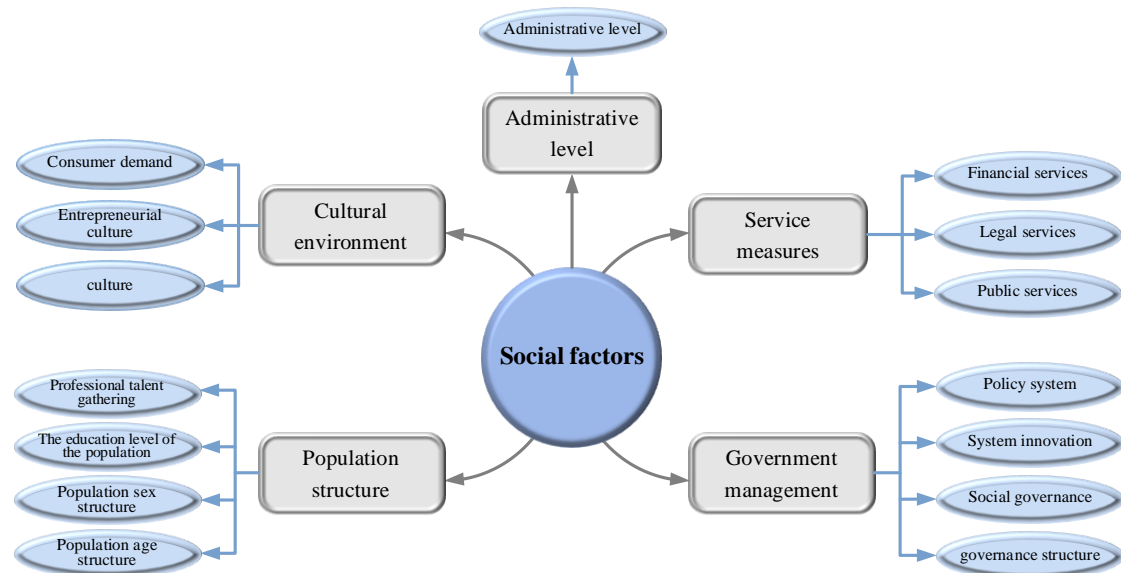 Administrative level
Administrative
level
Consumer demand
Entrepreneurial
culture
culture
Cultural
environment
Service
measures
Financial services
Legal services
Public services
Social factors
Professional talent
gathering
The education level of
the population
Population sex
structure
Population age
structure
Population
structure
Government
management
Policy system
System innovation
Social governance
governance structure